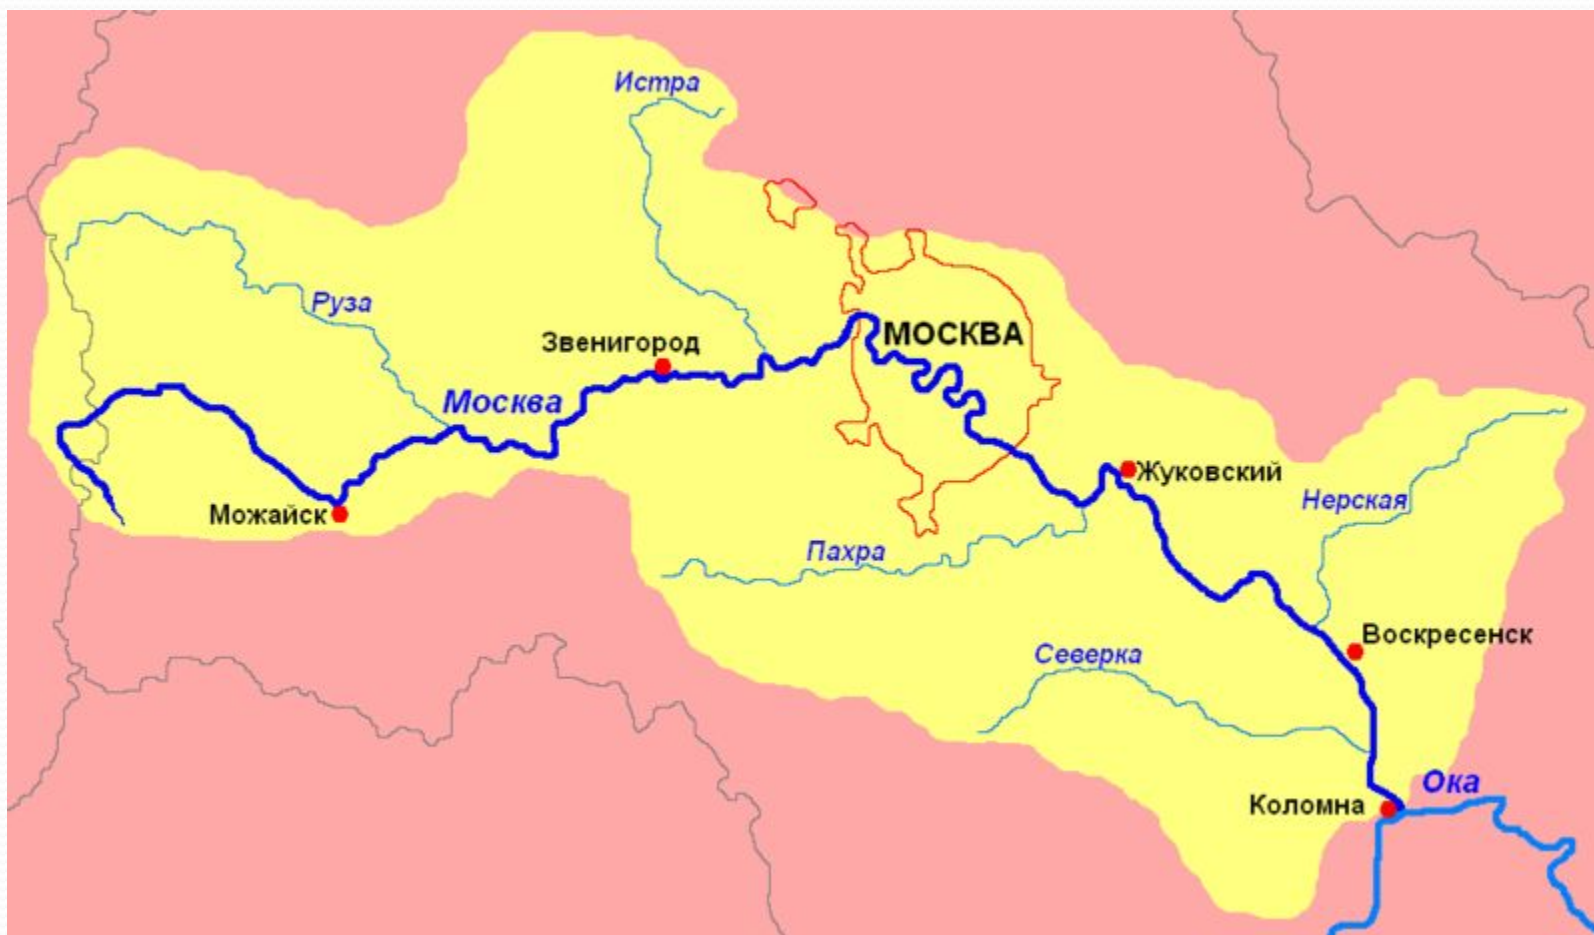 Истра
Руза
Звенигород
МОСКВА
Москва
Можайск
Жуковский
Нерская
Пахра
Воскресенск
Северка
Ока
Коломна